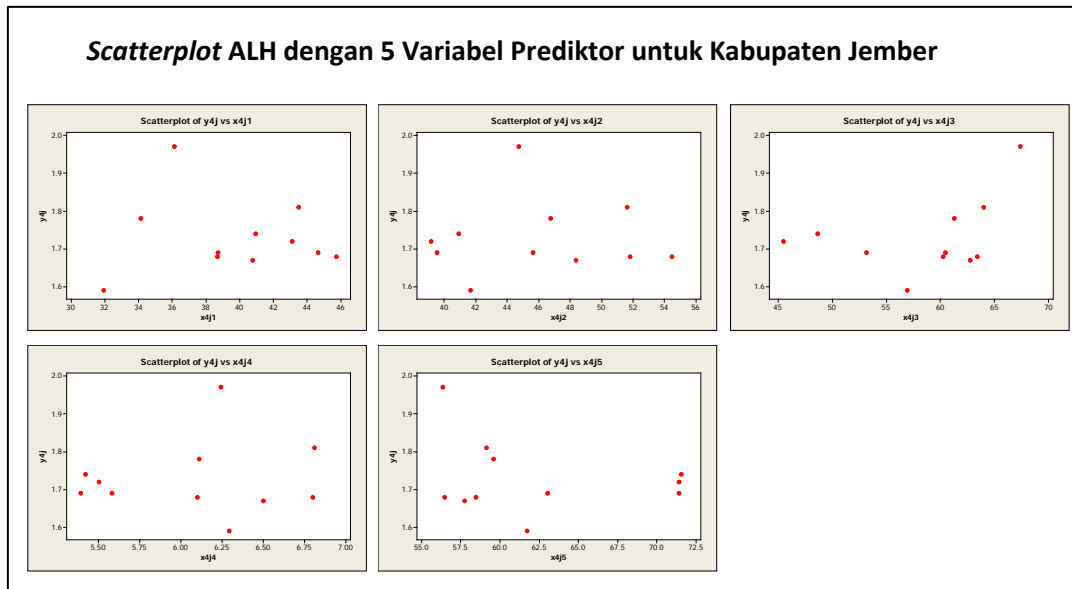 Scatterplot ALH dengan 5 Variabel Prediktor untuk Kabupaten Jember
Scatterplot of y4j vs x4j1
2.0
1.9
1.8
1.7
1.6
y4j
30 32 34 36 38 40 42 44 46
x4j1
Scatterplot of y4j vs x4j2
2.0
1.9
1.8
1.7
1.6
y4j
40 42 44 46 48 50 52 54 56
x4j2
Scatterplot of y4j vs x4j3
2.0
1.9
1.8
1.7
1.6
y4j
45 50 55 60 65 70
x4j3
Scatterplot of y4j vs x4j4
2.0
1.9
1.8
1.7
1.6
y4j
5.50 5.75 6.00 6.25 6.50 6.75 7.00
x4j4
Scatterplot of y4j vs x4j5
2.0
1.9
1.8
1.7
1.6
y4j
55.0 57.5 60.0 62.5 65.0 67.5 70.0 72.5
x4j5